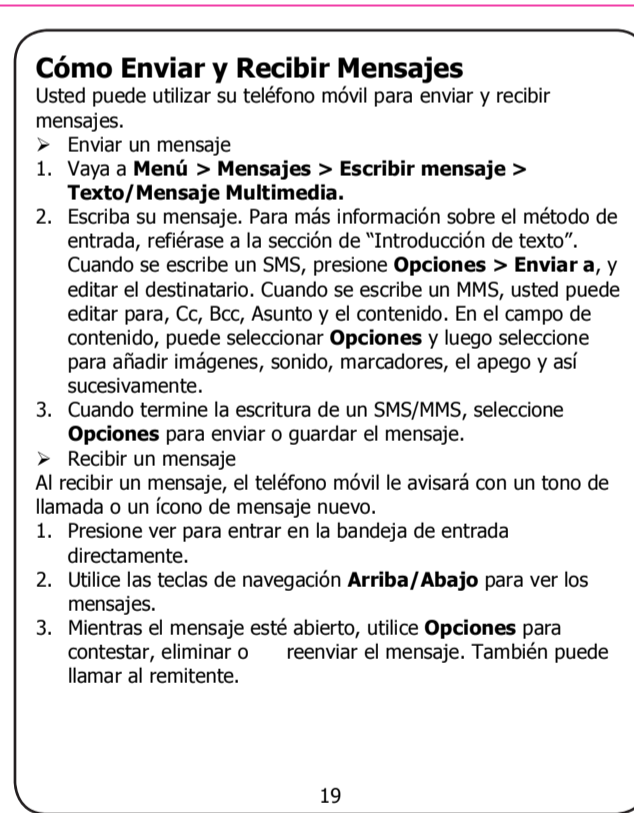 Cómo Enviar y Recibir Mensajes
Usted puede utilizar su teléfono móvil para enviar y recibir
mensajes.
➢ Enviar un mensaje
1. Vaya a Menú > Mensajes > Escribir mensaje >
Texto/Mensaje Multimedia.
2. Escriba su mensaje. Para más información sobre el método de
entrada, refiérase a la sección de “Introducción de texto”.
Cuando se escribe un SMS, presione Opciones > Enviar a, y
editar el destinatario. Cuando se escribe un MMS, usted puede
editar para, Cc, Bcc, Asunto y el contenido. En el campo de
contenido, puede seleccionar Opciones y luego seleccione
para añadir imágenes, sonido, marcadores, el apego y así
sucesivamente.
3. Cuando termine la escritura de un SMS/MMS, seleccione
Opciones para enviar o guardar el mensaje.
➢ Recibir un mensaje
Al recibir un mensaje, el teléfono móvil le avisará con un tono de
llamada o un ícono de mensaje nuevo.
1. Presione ver para entrar en la bandeja de entrada
directamente.
2. Utilice las teclas de navegación Arriba/Abajo para ver los
mensajes.
3. Mientras el mensaje esté abierto, utilice Opciones para
contestar, eliminar o reenviar el mensaje. También puede
llamar al remitente.
19